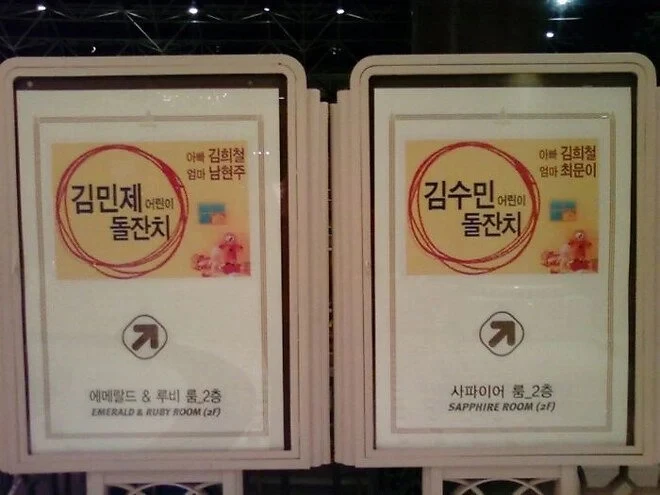 아빠 김희철
엄마 남현주
김민제 어린이
돌잔치
에메랄드 & 루비 룸_2층
EMERALD & RUBY ROOM (2F)
아빠 김희철
엄마 최문이
김수민 어린이
돌잔치
사파이어 룸_2층
SAPPHIRE ROOM (2F)